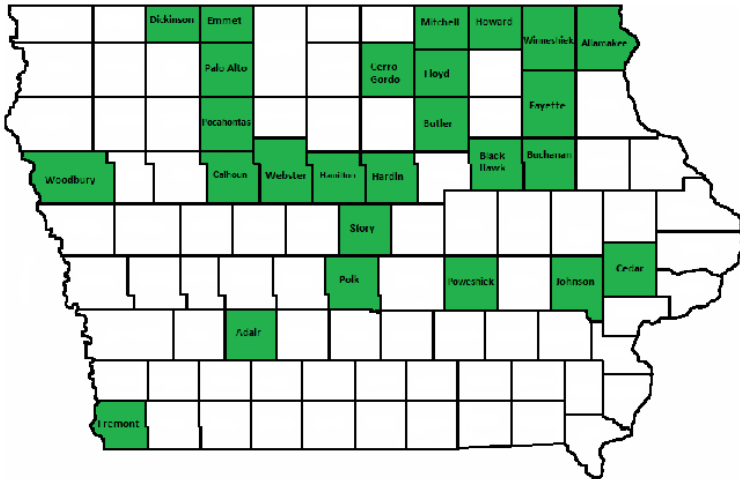 Dickinson
Emmet
Mitchell
Howard
Winneshiek
Allamakee
Palo Alto
Cerro
Gordo
Floyd
Pocahontas
Butler
Fayette
Woodbury
Calhoun
Webster
Hamilton
Hardin
Black
Hawk
Buchanan
Story
Polk
Poweshiek
Johnson
Cedar
Adair
Fremont